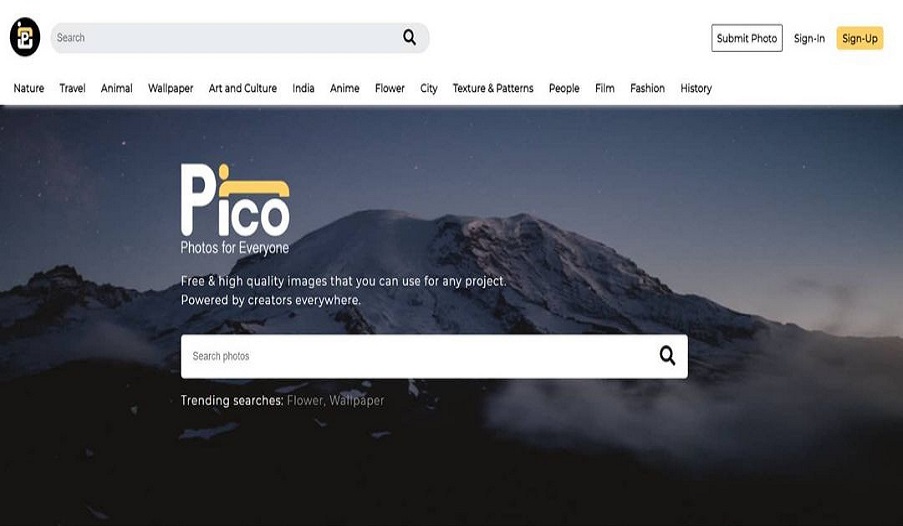 Search
Submit Photo Sign-In Sign-Up
Nature Travel Animal Wallpaper Art and Culture India Anime Flower City Texture & Patterns People Film Fashion History
Pico
Photos for Everyone
Free & high quality images that you can use for any project.
Powered by creators everywhere.
Search photos
Trending searches: Flower, Wallpaper